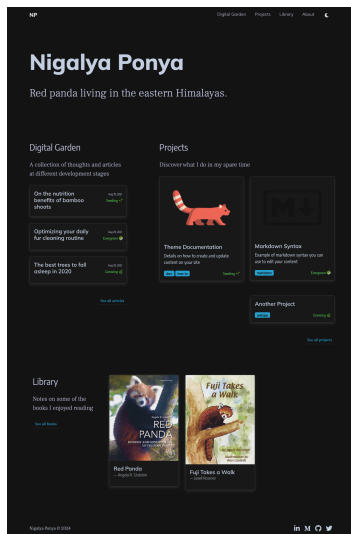 NP
Digital Garden Projects Library About
Nigalya Ponya
Red panda living in the eastern Himalayas.
Digital Garden
A collection of thoughts and articles
at different development stages
On the nutrition
benefits of bamboo
shoots
Seedling
Optimizing your daily
fur cleaning routine
Evergreen
The best trees to fall
asleep in 2020
Growing
See all articles
Projects
Discover what I do in my spare time
Theme Documentation
Details on how to create and update
content on your site
Seedling
Markdown Syntax
Example of markdown syntax you can
use to edit your content
Evergreen
Another Project
Growing
See all projects
Library
Notes on some of the
books I enjoyed reading
See all books
RED
PANDA
Red Panda
Fuji Takes
a Walk
Fuji Takes a Walk
Nigalya Ponya © 2024